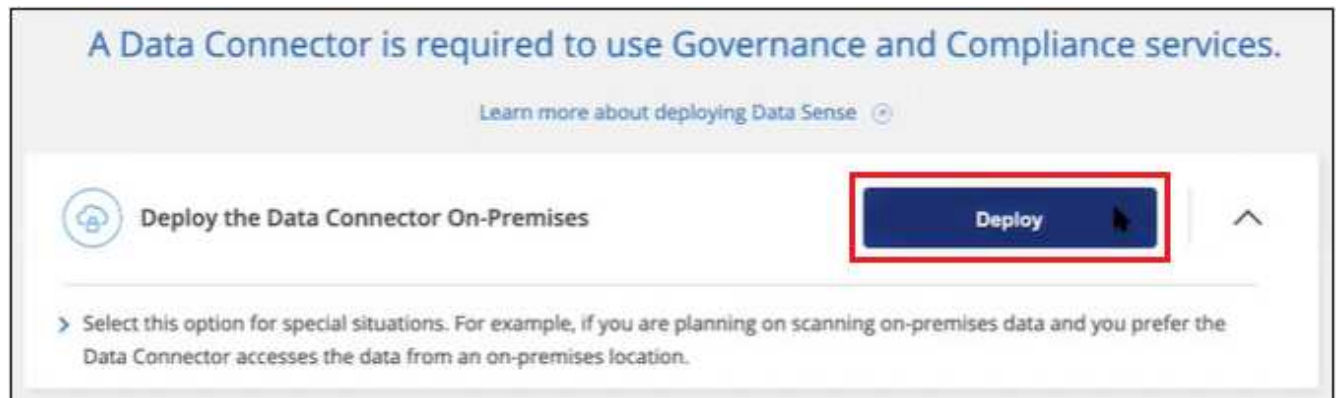 A Data Connector is required to use Governance and Compliance services.
Learn more about deploying Data Sense
Deploy the Data Connector On-Premises
Deploy
Select this option for special situations. For example, if you are planning on scanning on-premises data and you prefer the
Data Connector accesses the data from an on-premises location.